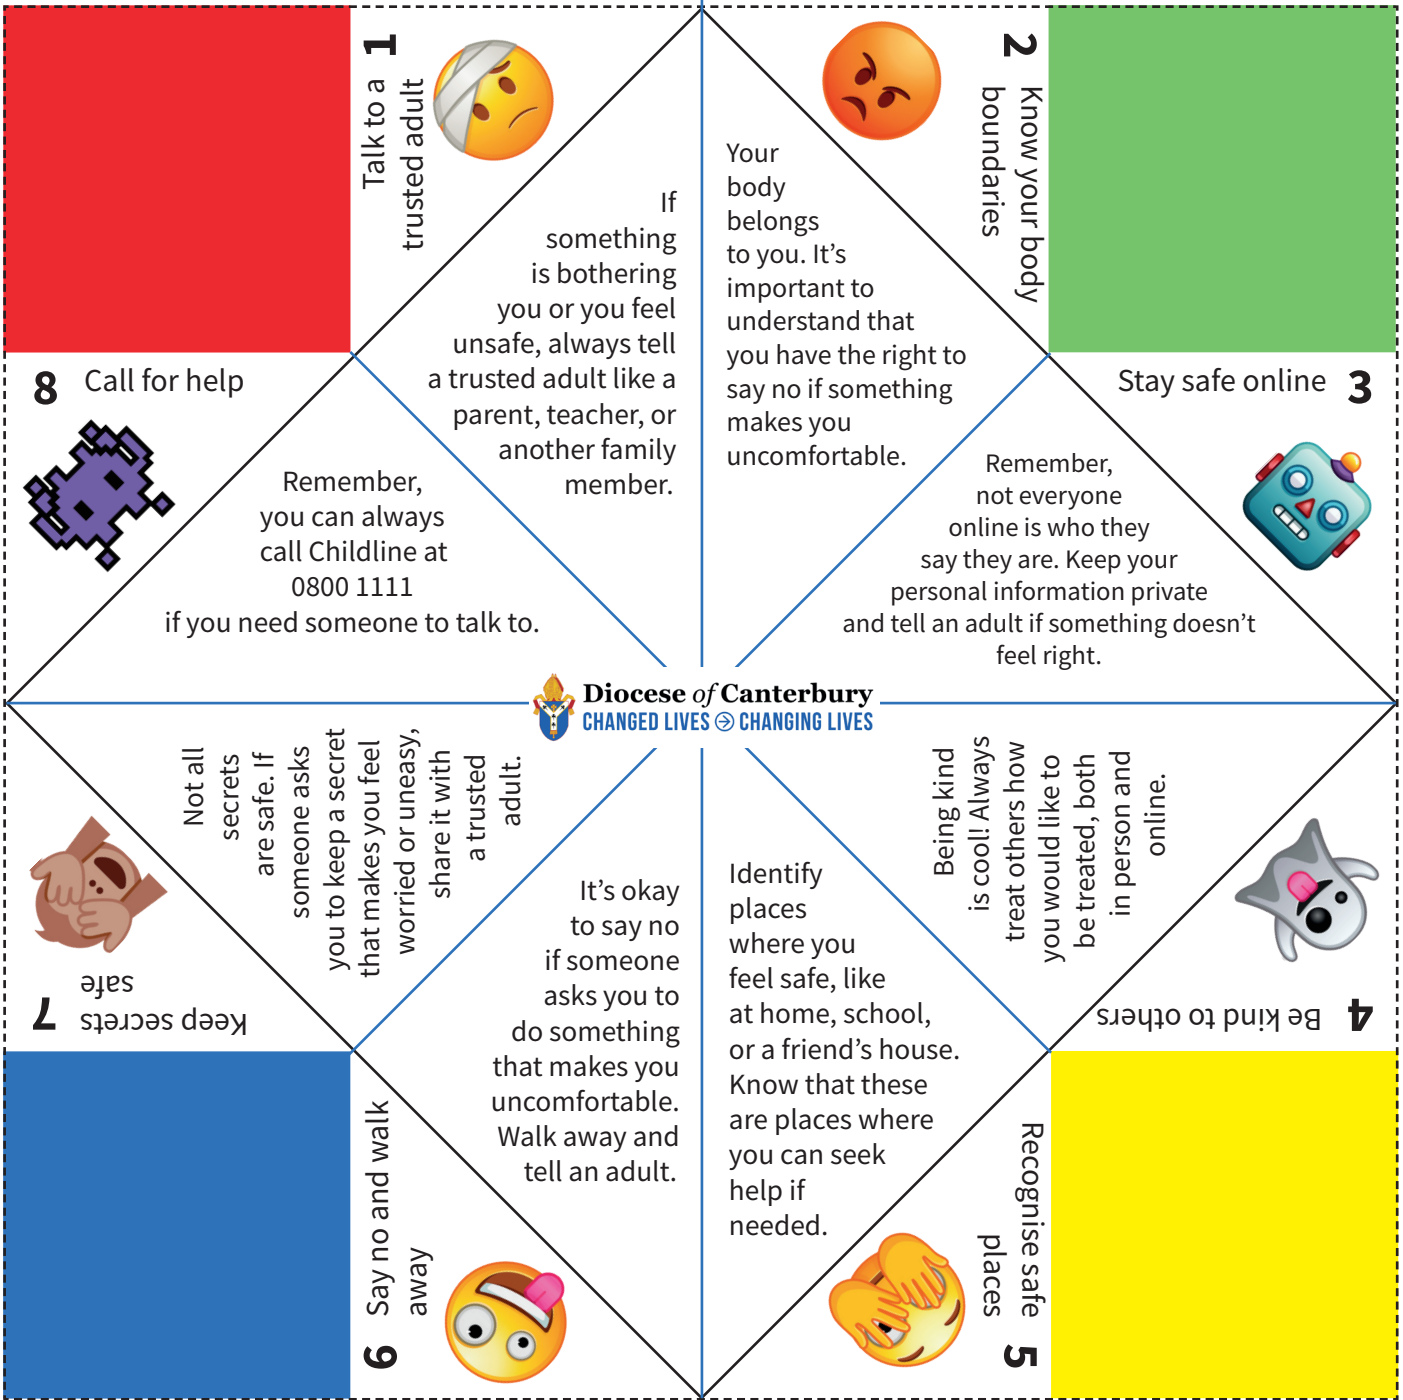 1
Talk to a
trusted adult
If
something
is bothering
you or you feel
unsafe, always tell
a trusted adult like a
parent, teacher, or
another family
member.
2
Know your body
boundaries
Your
body
belongs
to you. It’s
important to
understand that
you have the right to
say no if something
makes you
uncomfortable.
3
Stay safe online
Remember,
not everyone
online is who they
say they are. Keep your
personal information private
and tell an adult if something doesn’t
feel right.
4
Be kind to others
Being kind
is cool! Always
treat others how
you would like to
be treated, both
in person and
online.
5
Recognise safe
places
Identify
places
where you
feel safe, like
at home, school,
or a friend’s house.
Know that these
are places where
you can seek
help if
needed.
6
Say no and walk
away
It’s okay
to say no
if someone
asks you to
do something
that makes you
uncomfortable.
Walk away and
tell an adult.
7
Keep secrets
safe
Not all
secrets
are safe. If
someone asks
you to keep a secret
that makes you feel
worried or uneasy,
share it with
a trusted
adult.
8
Call for help
Remember,
you can always
call Childline at
0800 1111
if you need someone to talk to.
Diocese of Canterbury
CHANGED LIVES → CHANGING LIVES